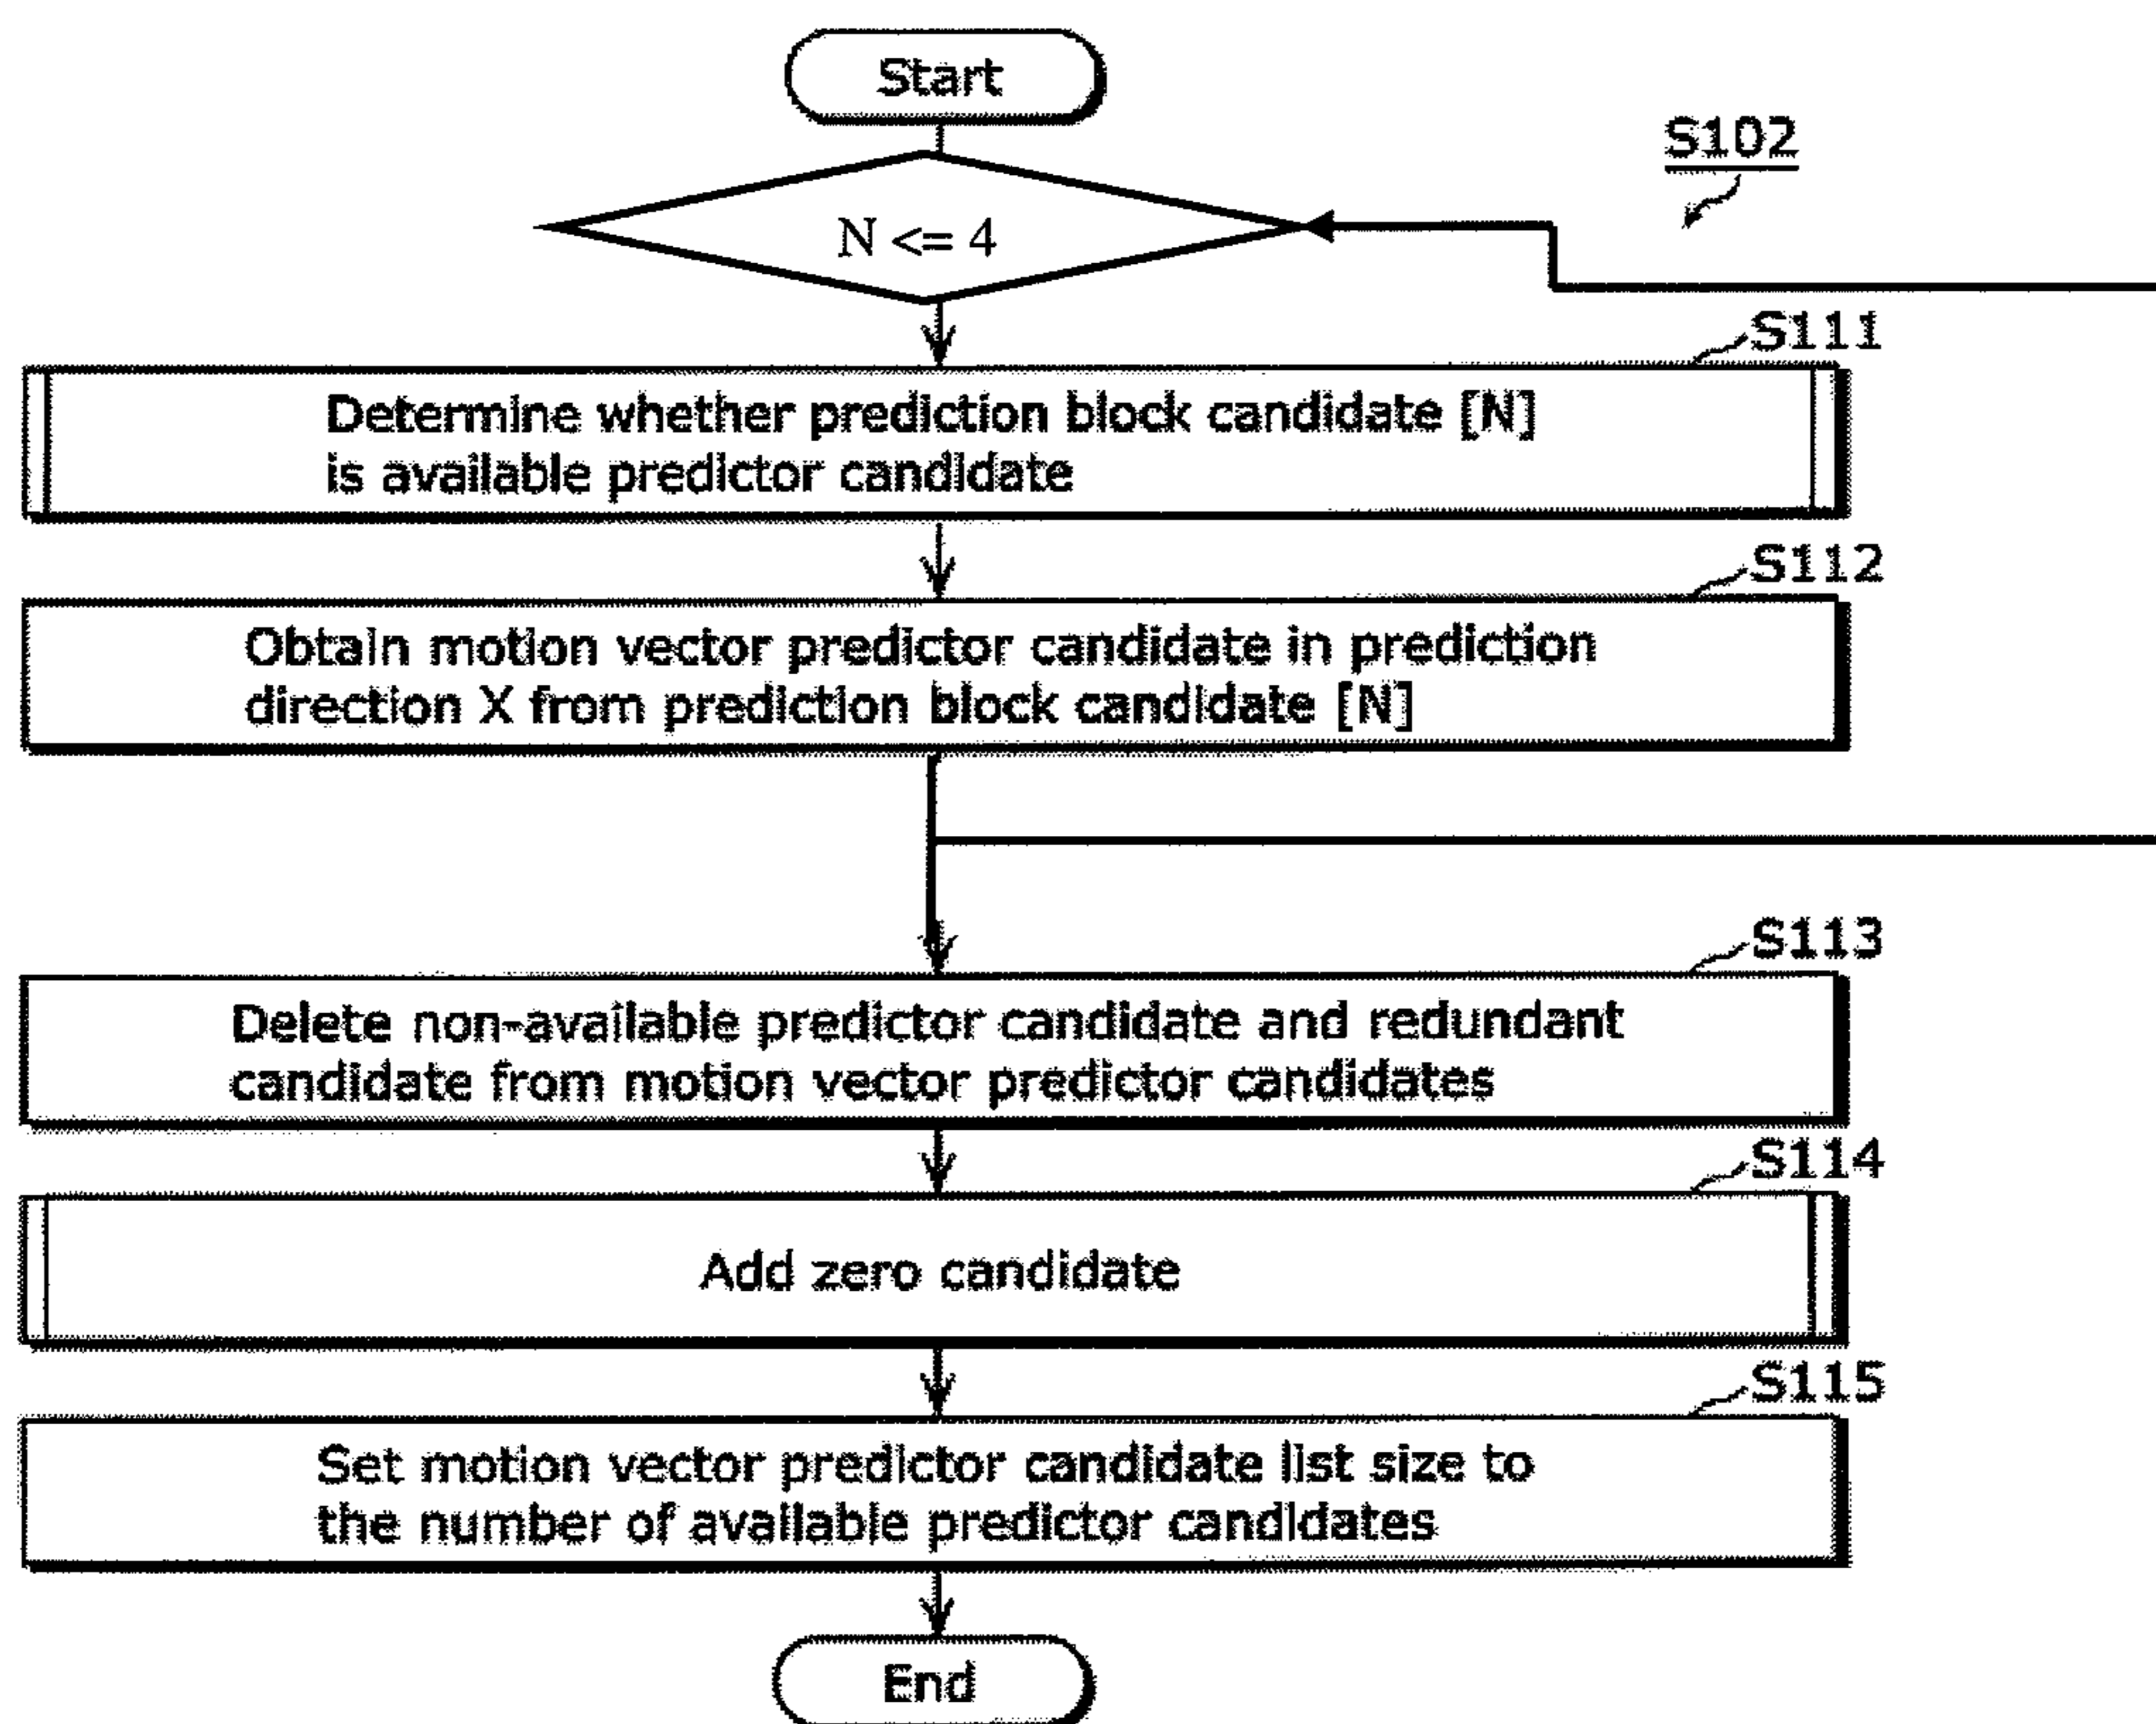 Start
S102
N <= 4
S111
Determine whether prediction block candidate [N]
is available predictor candidate
S112
Obtain motion vector predictor candidate in prediction
direction X from prediction block candidate [N]
S113
Delete non-available predictor candidate and redundant
candidate from motion vector predictor candidates
S114
Add zero candidate
S115
Set motion vector predictor candidate list size to
the number of available predictor candidates
End